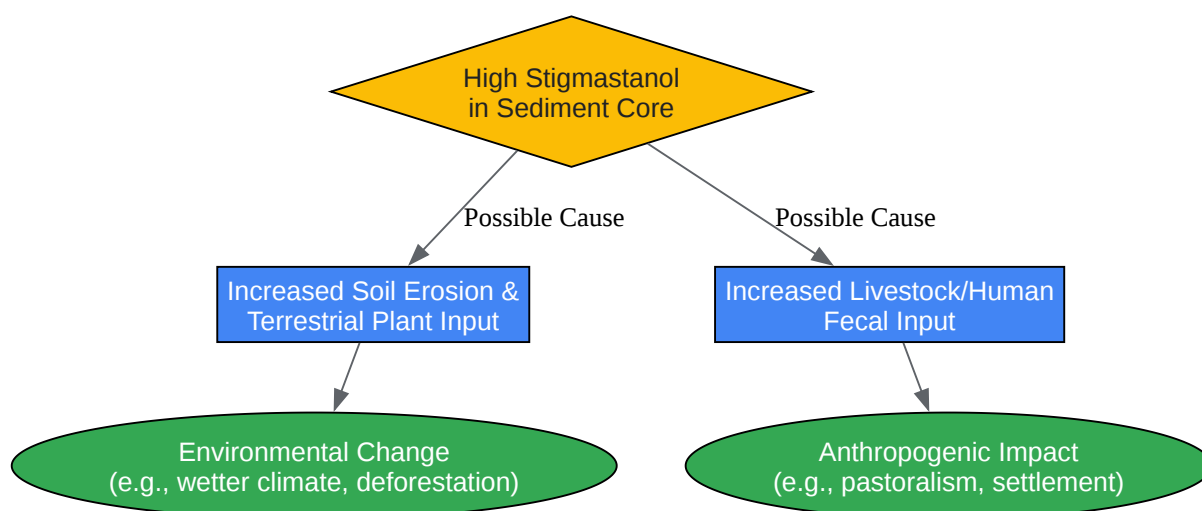 High Stigmastanol
in Sediment Core
Possible Cause
Possible Cause
Increased Soil Erosion &
Terrestrial Plant Input
Increased Livestock/Human
Fecal Input
Environmental Change
(e.g., wetter climate, deforestation)
Anthropogenic Impact
(e.g., pastoralism, settlement)